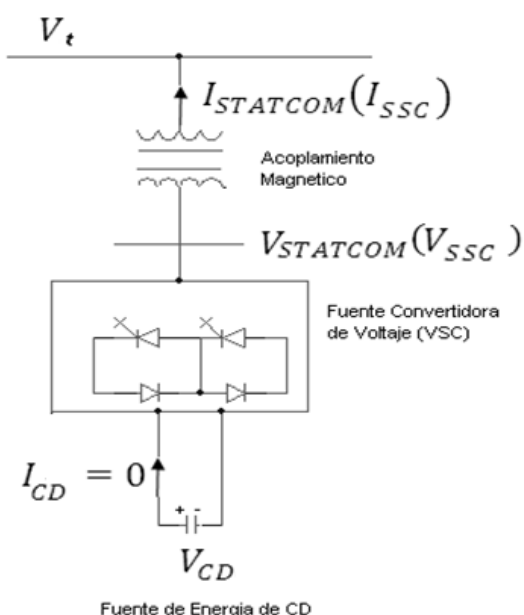 V_t
I_STATCOM(I_SSC)
Acoplamiento
Magnetico
V_STATCOM(V_SSC)
Fuente Convertidora
de Voltaje (VSC)
I_CD = 0
+ -
V_CD
Fuente de Energia de CD